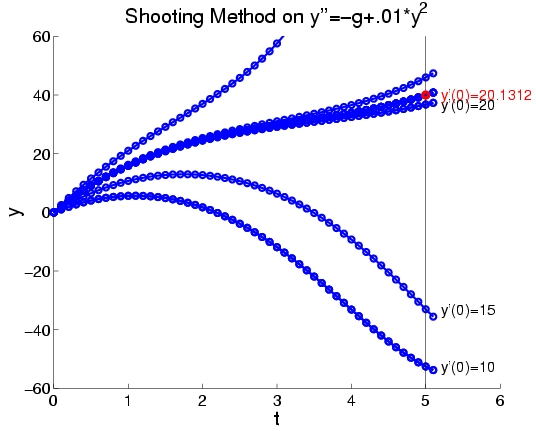 Shooting Method on y''=−g+.01*y²
60
40
20
0
−20
−40
−60
y
y'(0)=20.1312
y'(0)=20
y'(0)=15
y'(0)=10
0 1 2 3 4 5 6
t